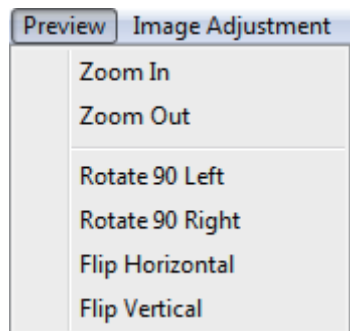 Preview Image Adjustment
Zoom In
Zoom Out
Rotate 90 Left
Rotate 90 Right
Flip Horizontal
Flip Vertical